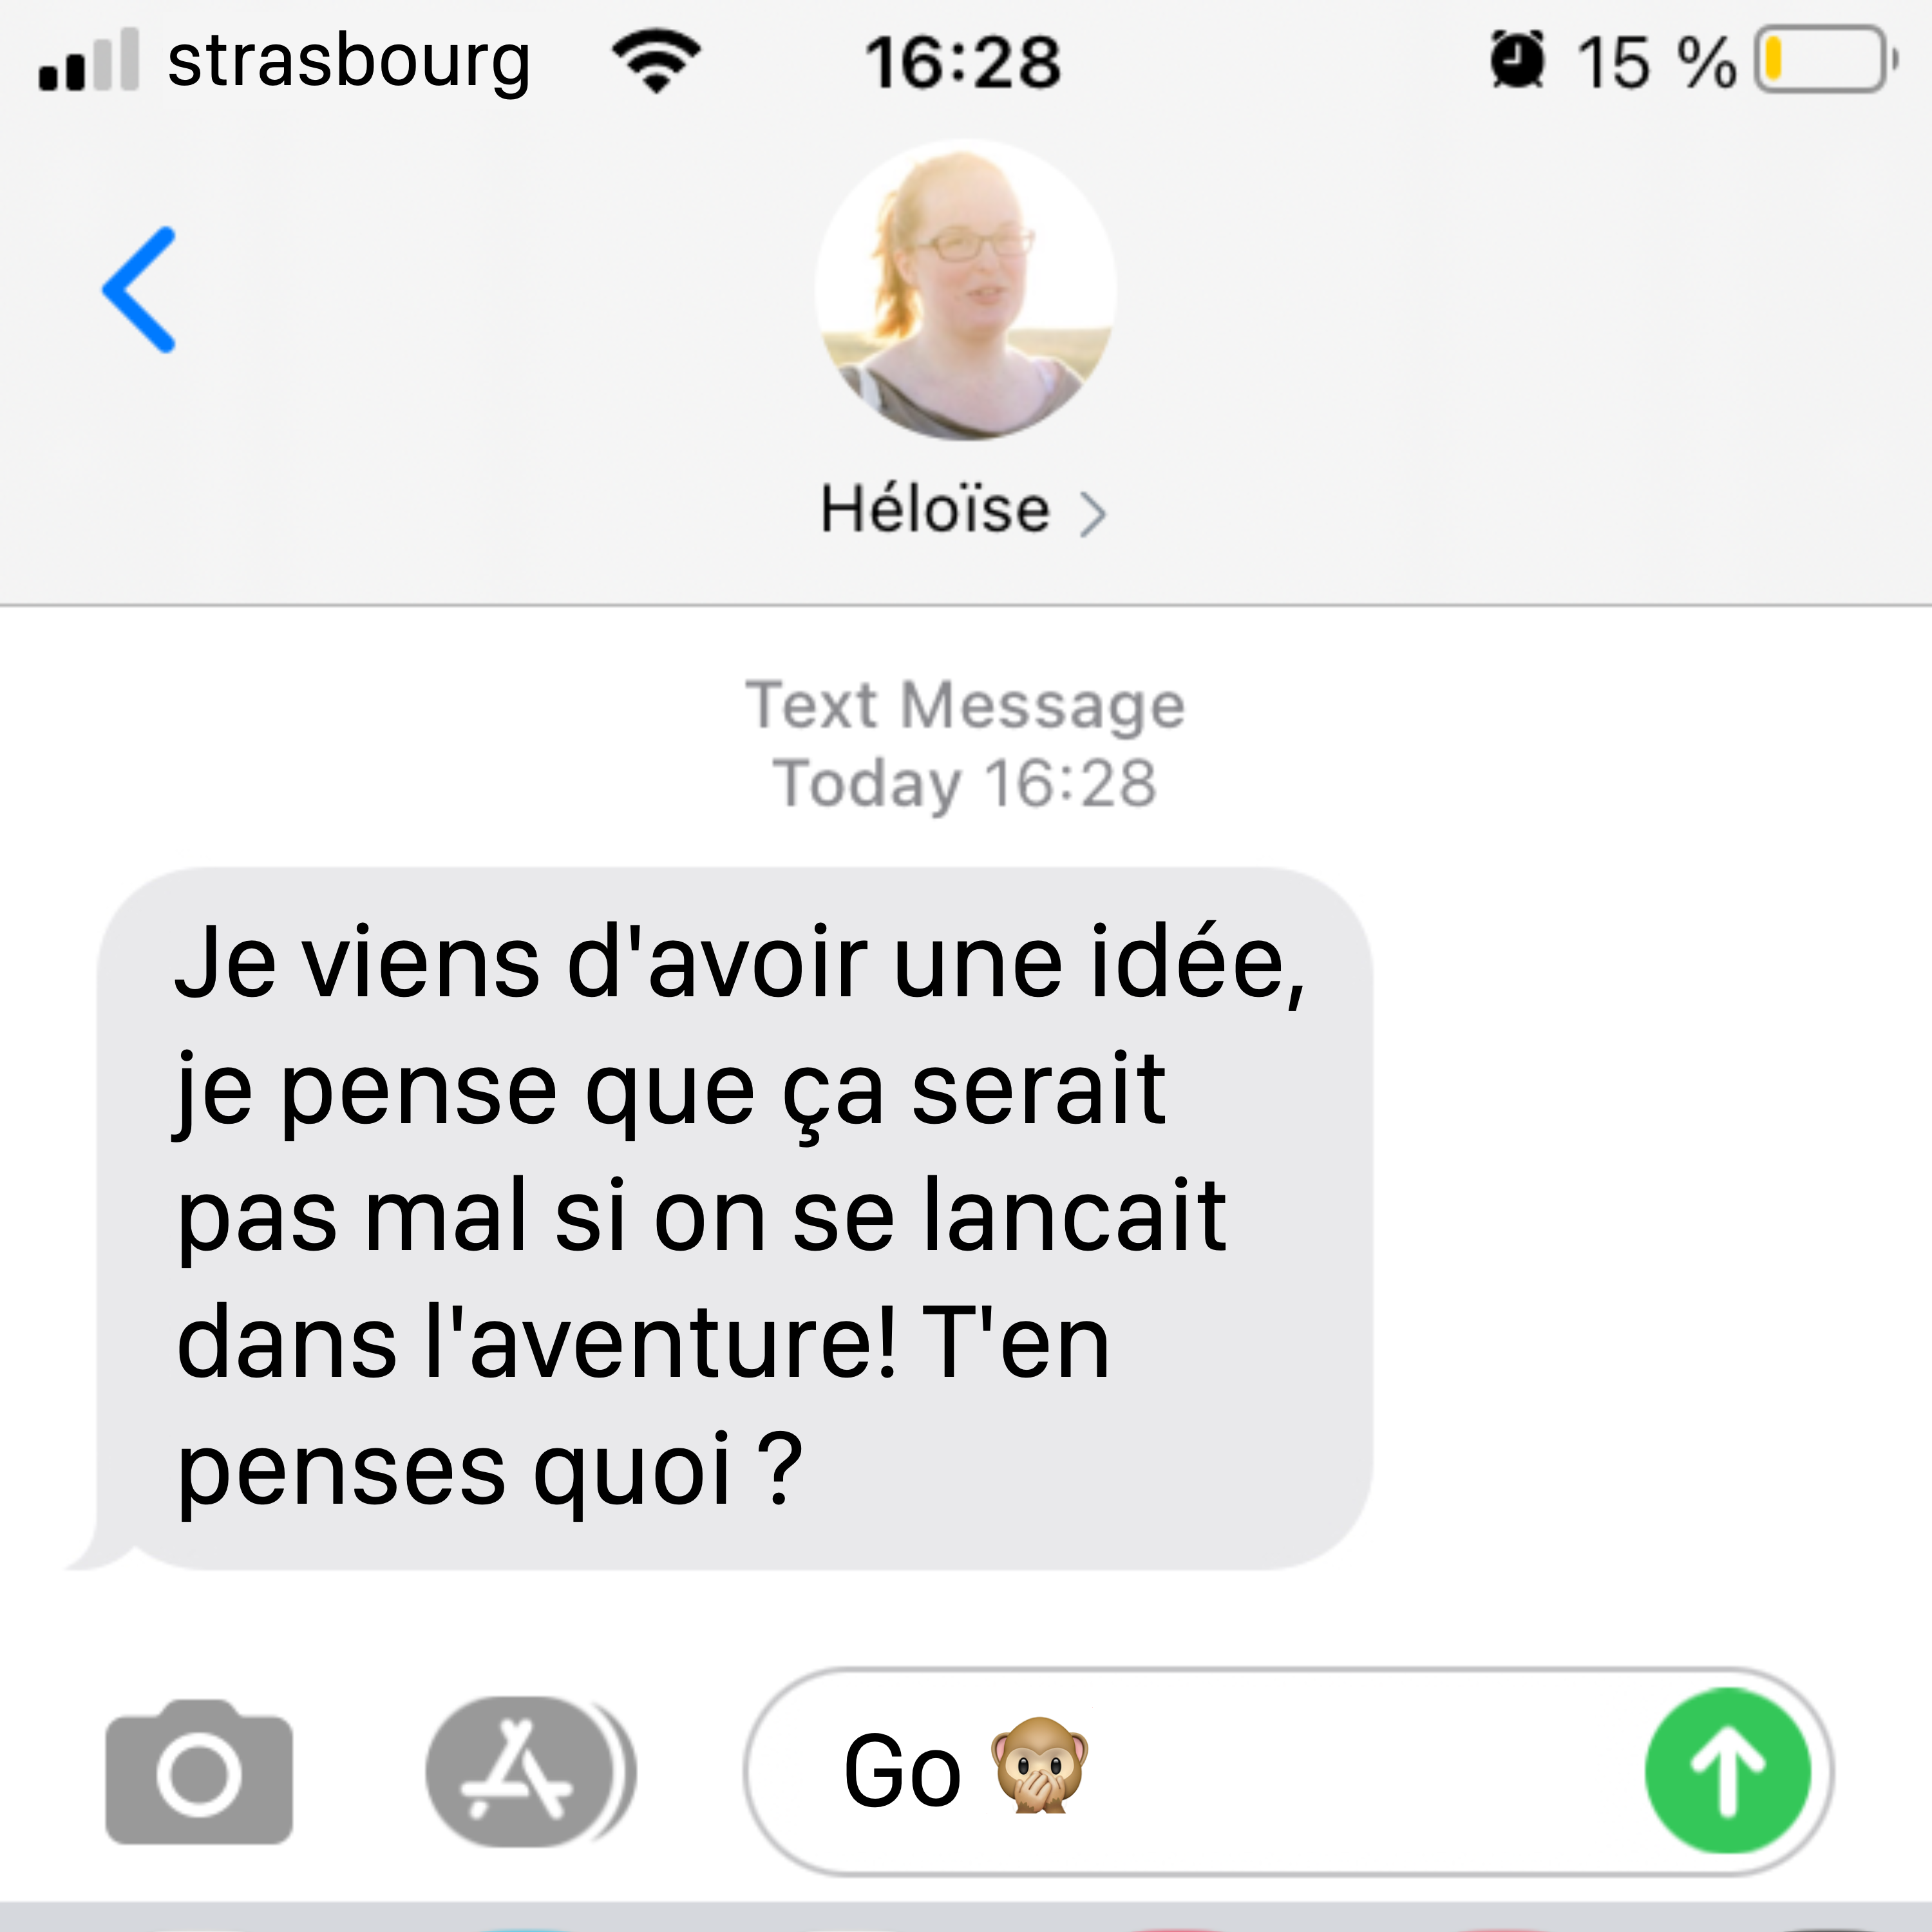 strasbourg 16:28 15 %
Héloïse
Text Message
Today 16:28
Je viens d'avoir une idée,
je pense que ça serait
pas mal si on se lancait
dans l'aventure! T'en
penses quoi ?
Go 🙊